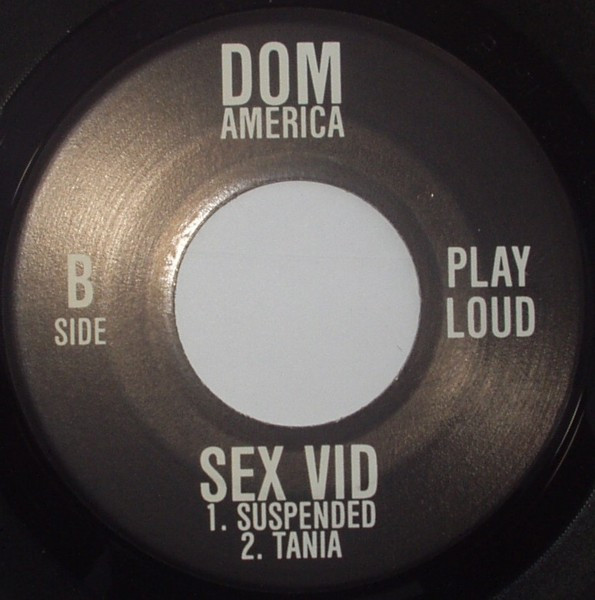 DOM
AMERICA
B
SIDE
PLAY
LOUD
SEX VID
1. SUSPENDED
2. TANIA